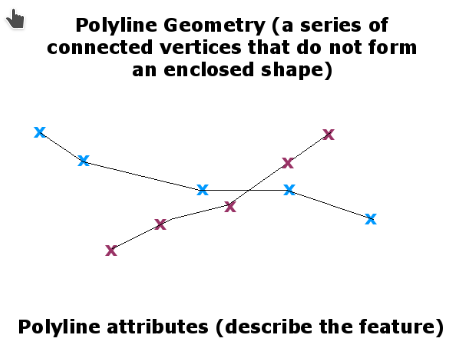 Polyline Geometry (a series of
connected vertices that do not form
an enclosed shape)
x x x x x
x x x x x
Polyline attributes (describe the feature)